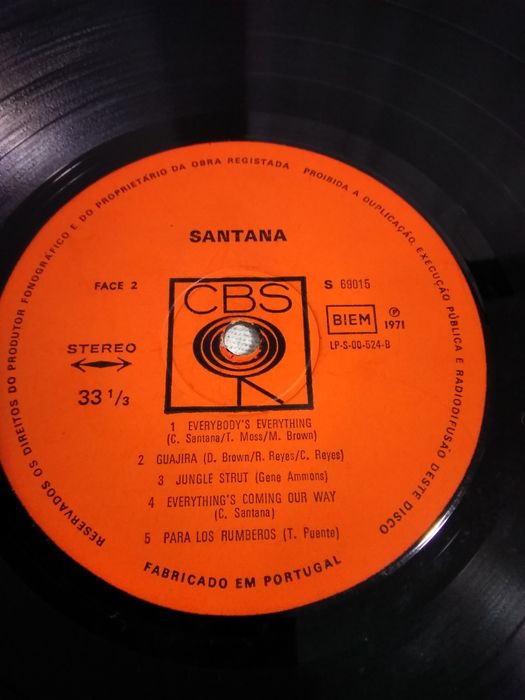 RESERVADOS OS DIREITOS DO PRODUTOR FONOGRÁFICO E DO PROPRIETÁRIO DA OBRA REGISTADA PROIBIDA A DUPLICAÇÃO, EXECUÇÃO PÚBLICA E RADIODIFUSÃO DESTE DISCO
SANTANA
FACE 2
S 69015
CBS
BIEM
Ⓟ 1971
STEREO
LP-S-00-524-B
33 1/3
1 EVERYBODY'S EVERYTHING
(C. Santana/T. Moss/M. Brown)
2 GUAJIRA (D. Brown/R. Reyes/C. Reyes)
3 JUNGLE STRUT (Gene Ammons)
4 EVERYTHING'S COMING OUR WAY
(C. Santana)
5 PARA LOS RUMBEROS (T. Puente)
FABRICADO EM PORTUGAL